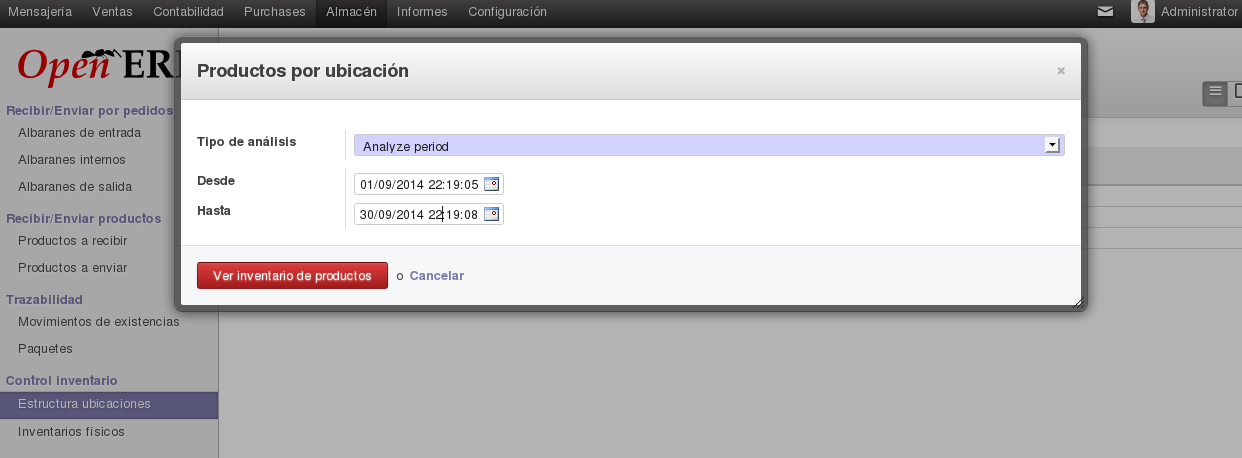 Mensajería Ventas Contabilidad Purchases Almacén Informes Configuración Administrator
Open ER
Productos por ubicación
×
Recibir/Enviar por pedidos
Albaranes de entrada
Albaranes internos
Albaranes de salida
Recibir/Enviar productos
Productos a recibir
Productos a enviar
Trazabilidad
Movimientos de existencias
Paquetes
Control inventario
Estructura ubicaciones
Inventarios físicos
Tipo de análisis Analyze period
Desde 01/09/2014 22:19:05
Hasta 30/09/2014 22:19:08
Ver inventario de productos o Cancelar